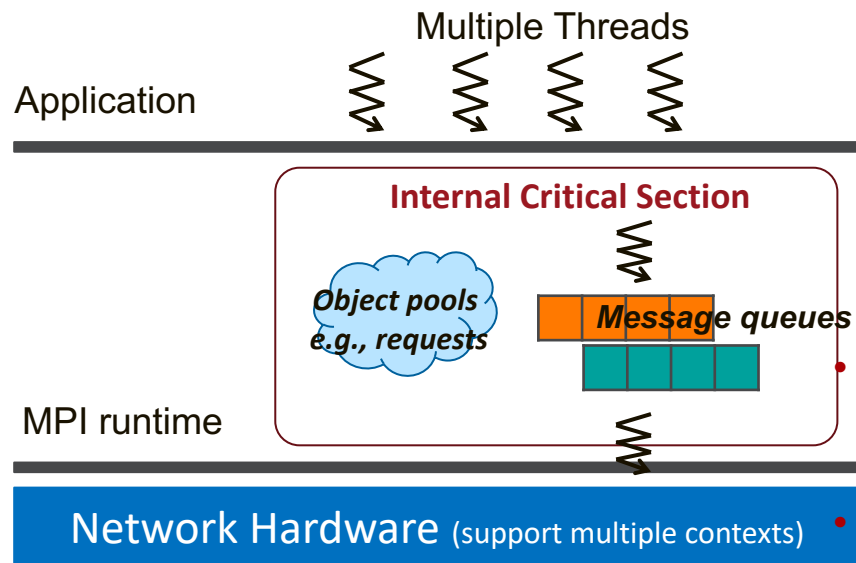 Multiple Threads
Application
Internal Critical Section
Object pools
e.g., requests
Message queues
MPI runtime
Network Hardware (support multiple contexts)